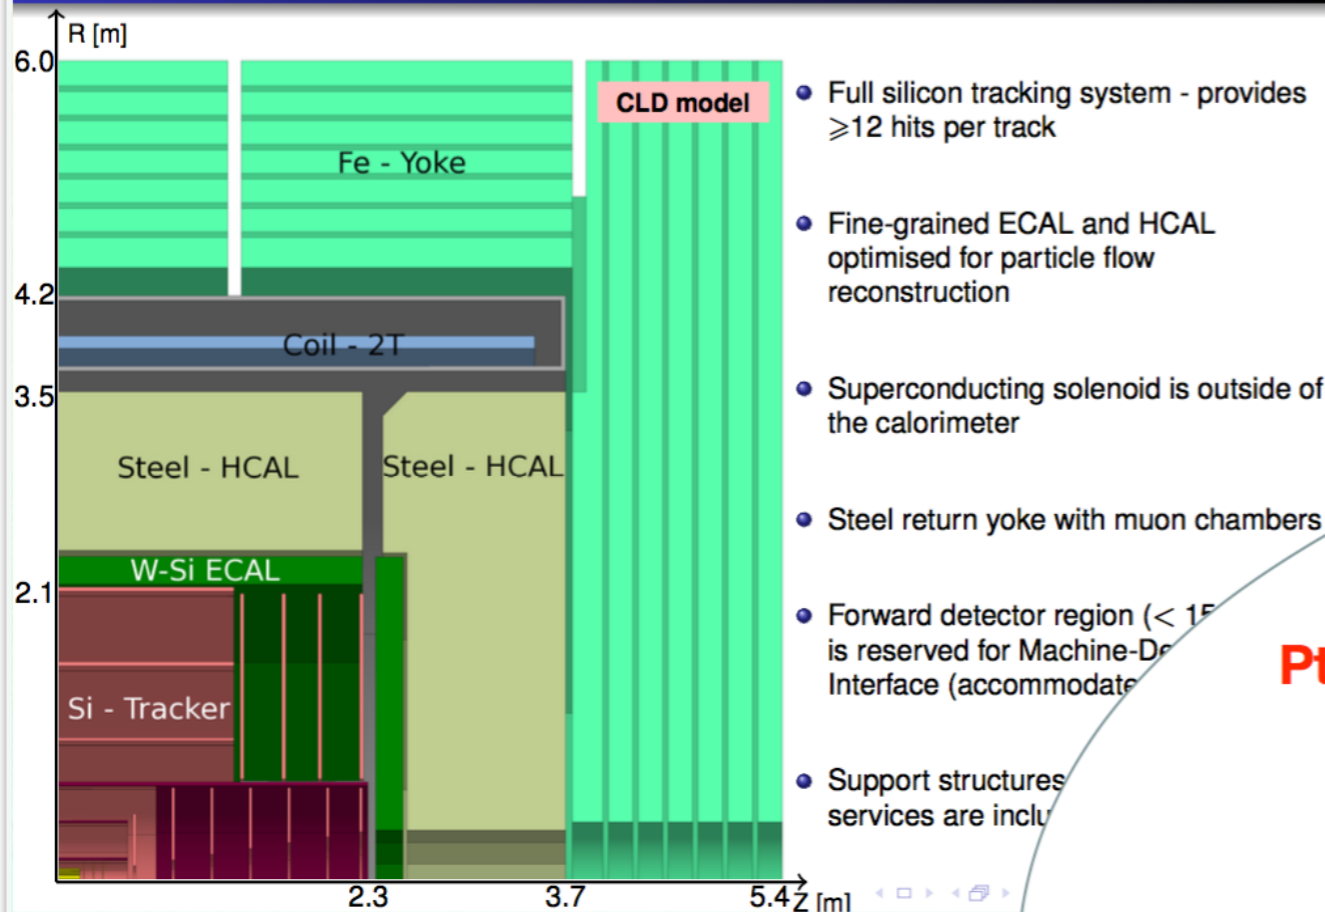 R [m]
6.0
CLD model
Fe - Yoke
4.2
Coil - 2T
3.5
Steel - HCAL
Steel - HCAL
W-Si ECAL
2.1
Si - Tracker
2.3
3.7
5.4
Z [m]
Full silicon tracking system - provides
⩾12 hits per track
Fine-grained ECAL and HCAL
optimised for particle flow
reconstruction
Superconducting solenoid is outside of
the calorimeter
Steel return yoke with muon chambers
Forward detector region (<
is reserved for
Interface
Support structures
services are